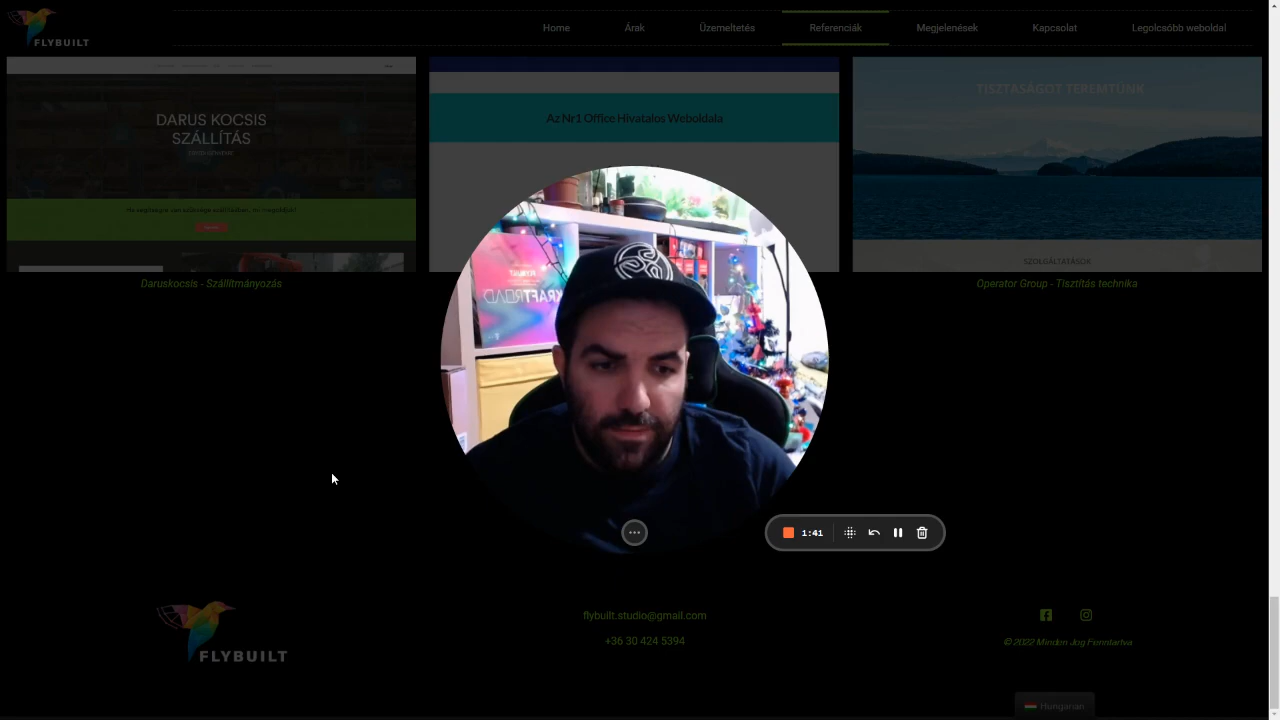 FLYBUILT
Home
Árak
Üzemeltetés
Referenciák
Megjelenések
Kapcsolat
Legolcsóbb weboldal
DARUS KOCSIS
SZÁLLÍTÁS
Az Nr1 Office Hivatalos Weboldala
TISZTASÁGOT TEREMTÜNK
SZOLGÁLTATÁSOK
Daruskocsis - Szállítmányozás
Operator Group - Tisztítás technika
FLYBUILT
KRAFTROAD
1:41
FLYBUILT
flybuilt.studio@gmail.com
+36 30 424 5394
© 2022 Minden Jog Fenntartva
Hungarian